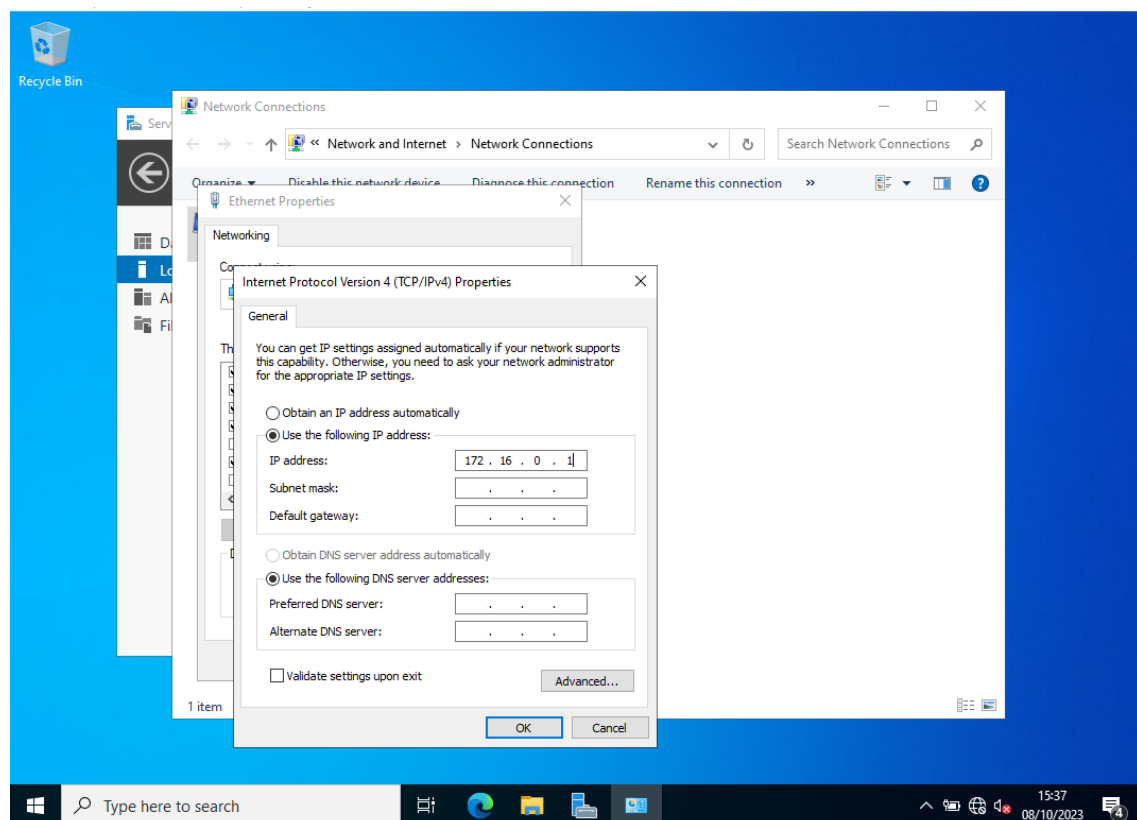 Recycle Bin
Network Connections
Serv
« Network and Internet > Network Connections
Search Network Connections
Organize
Disable this network device
Diagnose this connection
Rename this connection
»
Ethernet Properties
Networking
Internet Protocol Version 4 (TCP/IPv4) Properties
General
You can get IP settings assigned automatically if your network supports
this capability. Otherwise, you need to ask your network administrator
for the appropriate IP settings.
Obtain an IP address automatically
Use the following IP address:
IP address:
172 . 16 . 0 . 1
Subnet mask:
. . .
Default gateway:
. . .
Obtain DNS server address automatically
Use the following DNS server addresses:
Preferred DNS server:
. . .
Alternate DNS server:
. . .
Validate settings upon exit
Advanced...
OK
Cancel
Th
Lo
Al
Fi
1 item
Type here to search
15:37
08/10/2023
4